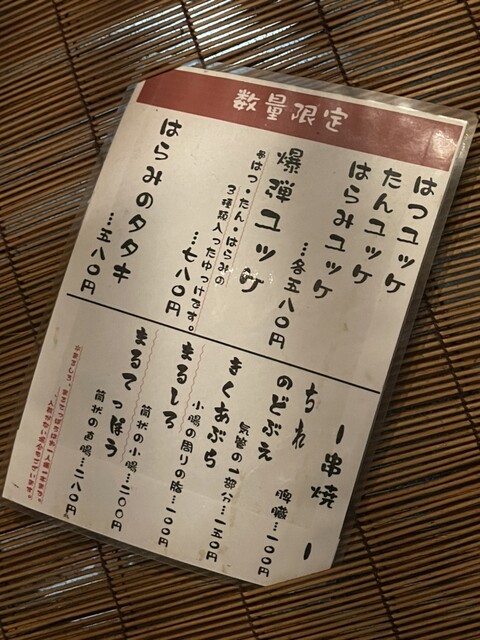 数量限定
はつユッケ
たんユッケ
はらみユッケ
…各五八〇円
爆弾ユッケ
※はつ・たん・はらみの
3種類入ったゆっけです。
…七八〇円
はらみのタタキ
…五八〇円
ー串焼ー
ちれ
脾臓…一〇〇円
のどぶえ
気管の一部分…一五〇円
きくあぶら
小腸の周りの脂…一〇〇円
まるしろ
筒状の小腸…二〇〇円
まるてっぽう
筒状の直腸…二八〇円